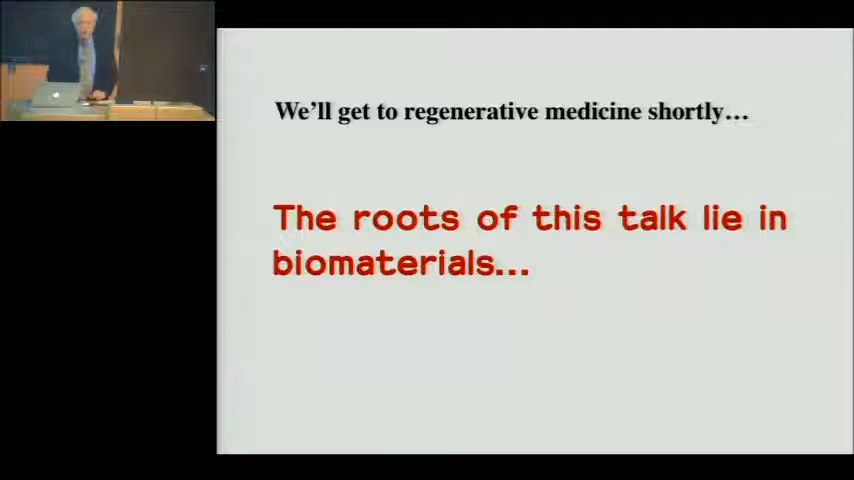 We'll get to regenerative medicine shortly…
The roots of this talk lie in
biomaterials...